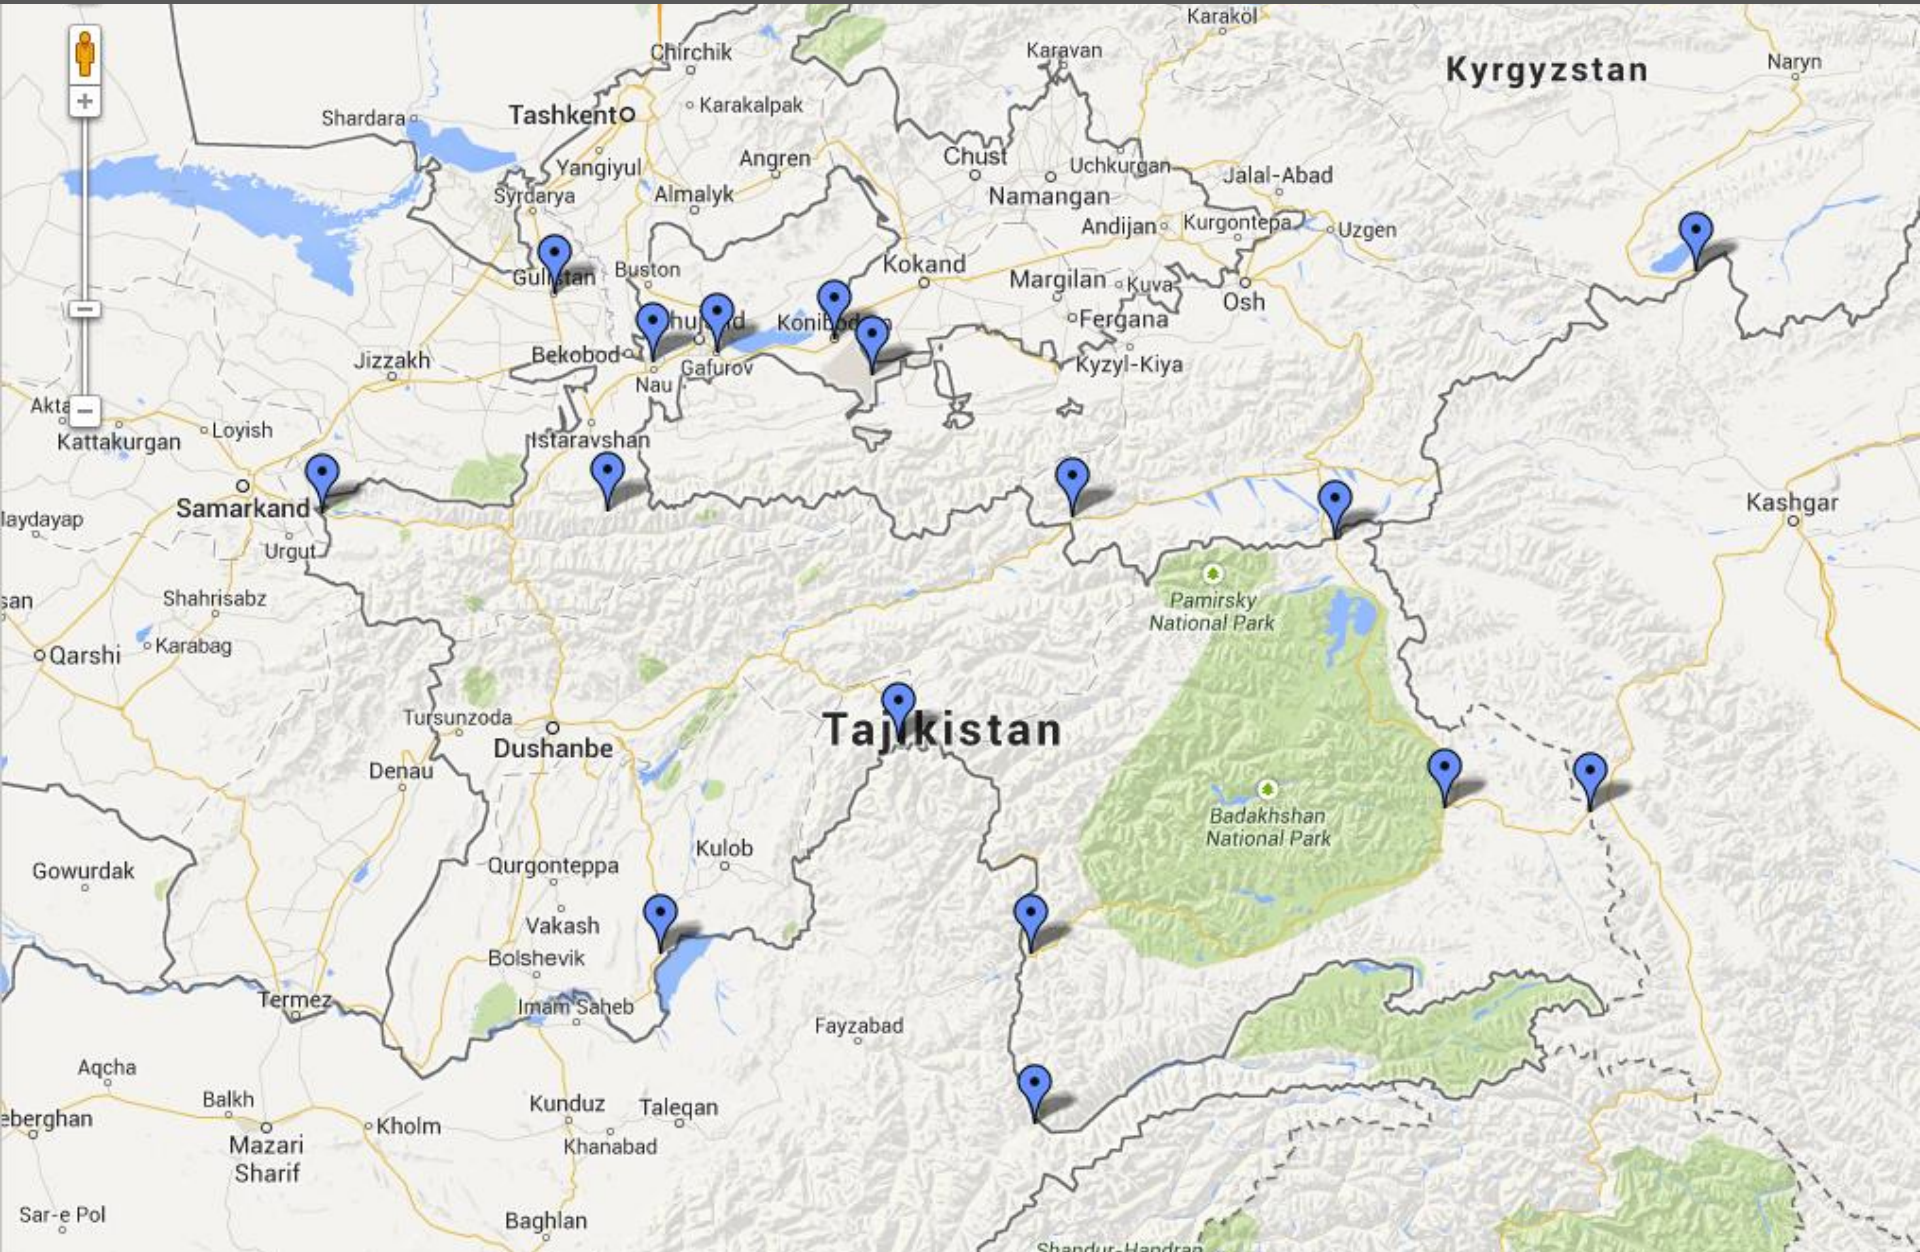 Karakol
Kyrgyzstan
Naryn
Chirchik
Karavan
Karakalpak
Tashkent
Shardara
Yangiyul
Angren
Chust
Uchkurgan
Jalal-Abad
Syrdarya
Almalyk
Namangan
Andijan
Kurgontepa
Uzgen
Gulistan
Buston
Kokand
Margilan
Kuva
Osh
Fergana
Bekobod
Gafurov
Nau
Kyzyl-Kiya
Jizzakh
Kattakurgan
Loyish
Istaravshan
Samarkand
Kashgar
Urgut
Shahrisabz
Pamirsky
National Park
Qarshi
Karabag
Tursunzoda
Dushanbe
Tajikistan
Denau
Badakhshan
National Park
Kulob
Qurgonteppa
Gowurdak
Vakash
Bolshevik
Termez
Imam Saheb
Fayzabad
Aqcha
Balkh
Kunduz
Taleqan
Kholm
Khanabad
Mazari
Sharif
Sar-e Pol
Baghlan